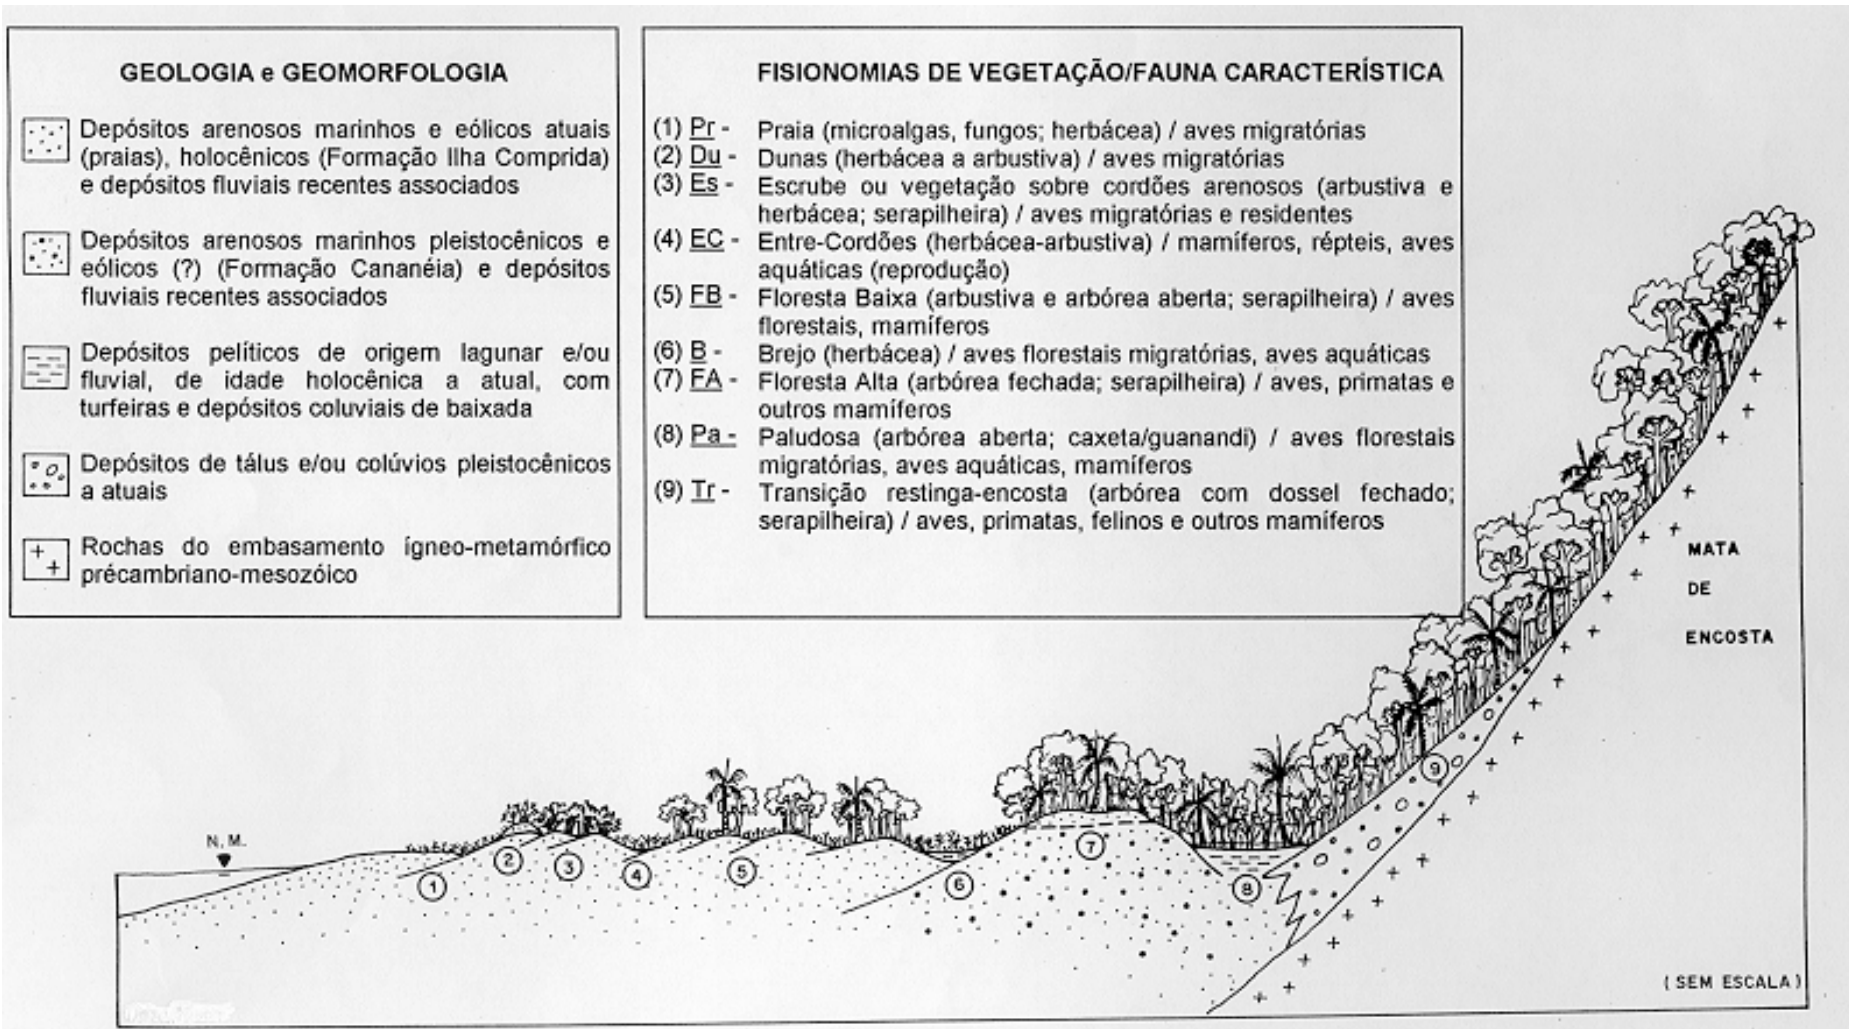 GEOLOGIA e GEOMORFOLOGIA
Depósitos arenosos marinhos e eólicos atuais
(praias), holocênicos (Formação Ilha Comprida)
e depósitos fluviais recentes associados
Depósitos arenosos marinhos pleistocênicos e
eólicos (?) (Formação Cananéia) e depósitos
fluviais recentes associados
Depósitos pelíticos de origem lagunar e/ou
fluvial, de idade holocênica a atual, com
turfeiras e depósitos coluviais de baixada
Depósitos de tálus e/ou colúvios pleistocênicos
a atuais
Rochas do embasamento ígneo-metamórfico
précambriano-mesozóico
FISIONOMIAS DE VEGETAÇÃO/FAUNA CARACTERÍSTICA
(1) Pr - Praia (microalgas, fungos; herbácea) / aves migratórias
(2) Du - Dunas (herbácea a arbustiva) / aves migratórias
(3) Es - Escrube ou vegetação sobre cordões arenosos (arbustiva e
herbácea; serapilheira) / aves migratórias e residentes
(4) EC - Entre-Cordões (herbácea-arbustiva) / mamíferos, répteis, aves
aquáticas (reprodução)
(5) FB - Floresta Baixa (arbustiva e arbórea aberta; serapilheira) / aves
florestais, mamíferos
(6) B - Brejo (herbácea) / aves florestais migratórias, aves aquáticas
(7) FA - Floresta Alta (arbórea fechada; serapilheira) / aves, primatas e
outros mamíferos
(8) Pa - Paludosa (arbórea aberta; caxeta/guanandi) / aves florestais
migratórias, aves aquáticas, mamíferos
(9) Tr - Transição restinga-encosta (arbórea com dossel fechado;
serapilheira) / aves, primatas, felinos e outros mamíferos
MATA
DE
ENCOSTA
N. M.
1
2
3
4
5
6
7
8
9
(SEM ESCALA)